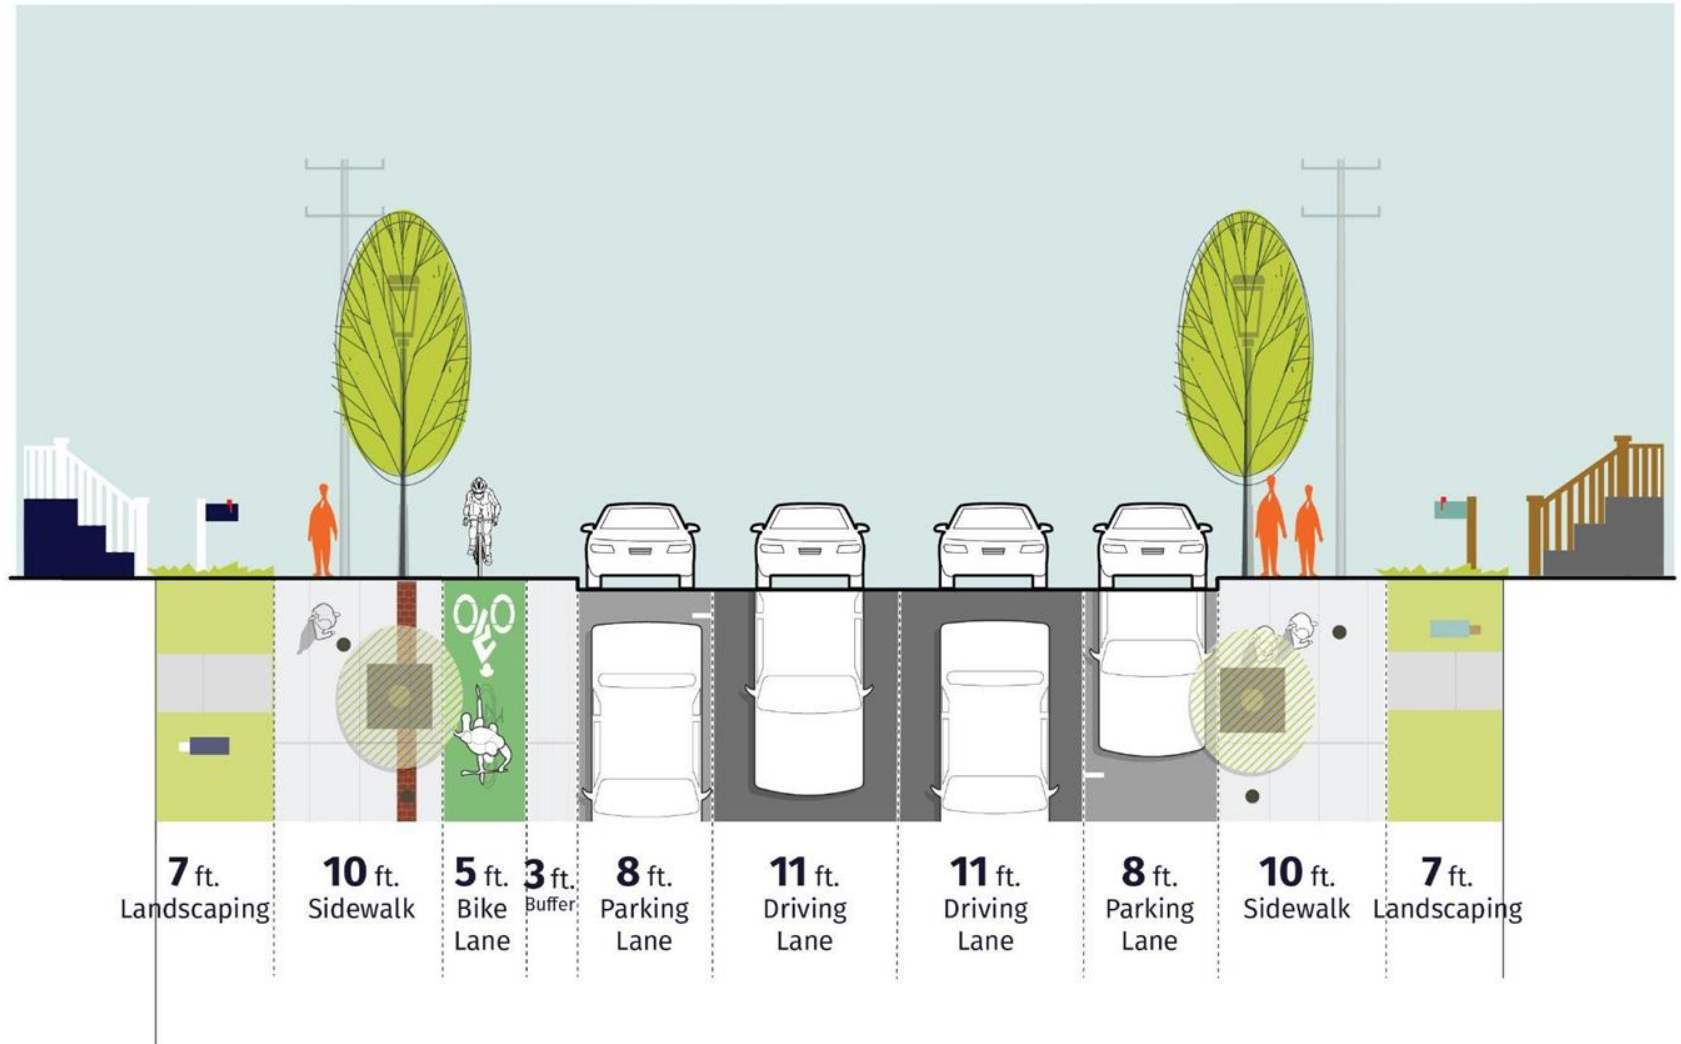 7 ft.
Landscaping
10 ft.
Sidewalk
5 ft.
Bike
Lane
3 ft.
Buffer
8 ft.
Parking
Lane
11 ft.
Driving
Lane
11 ft.
Driving
Lane
8 ft.
Parking
Lane
10 ft.
Sidewalk
7 ft.
Landscaping